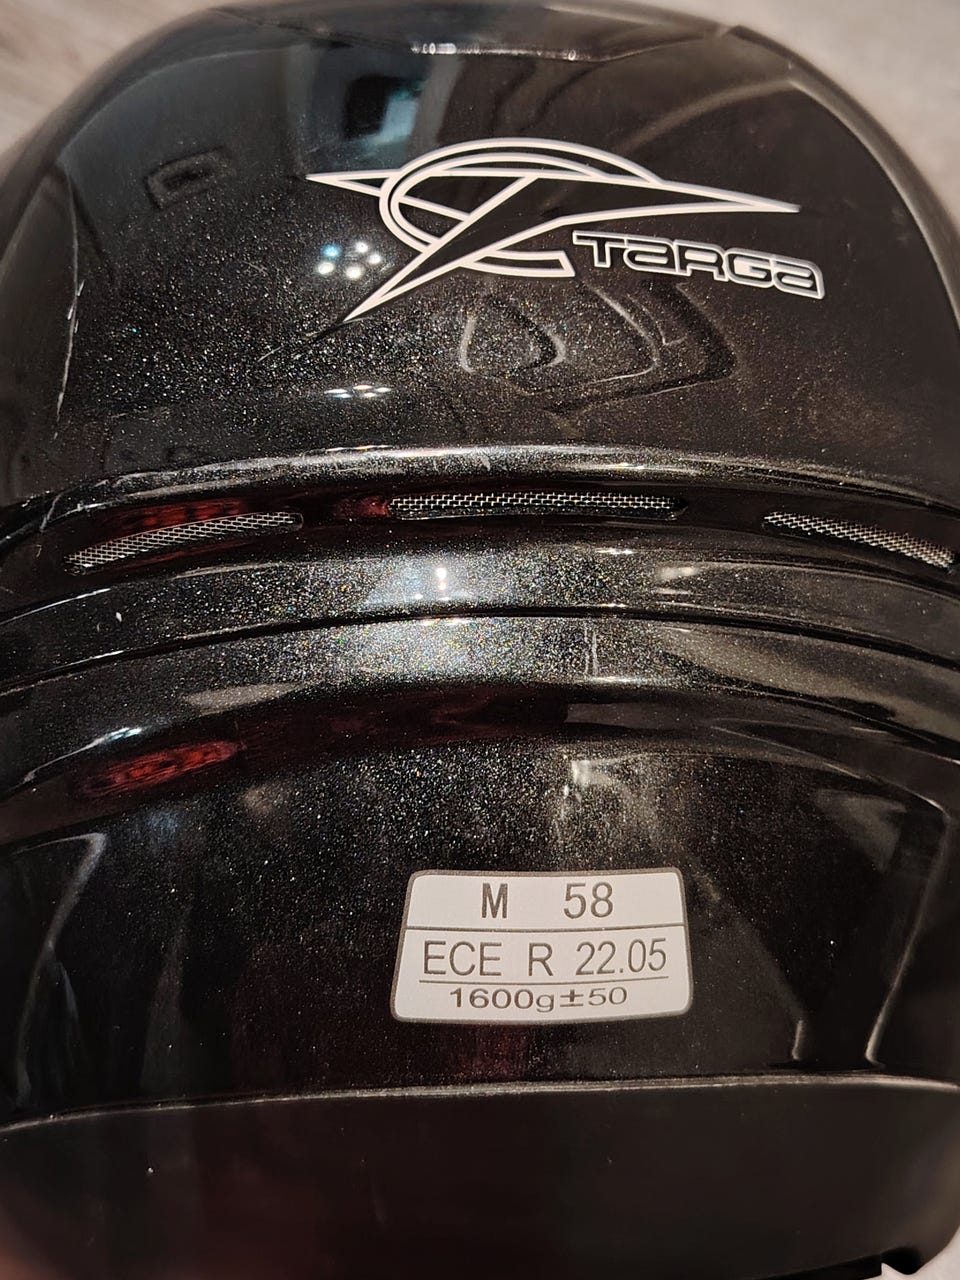 TARGa
M 58
ECE R 22.05
1600g±50